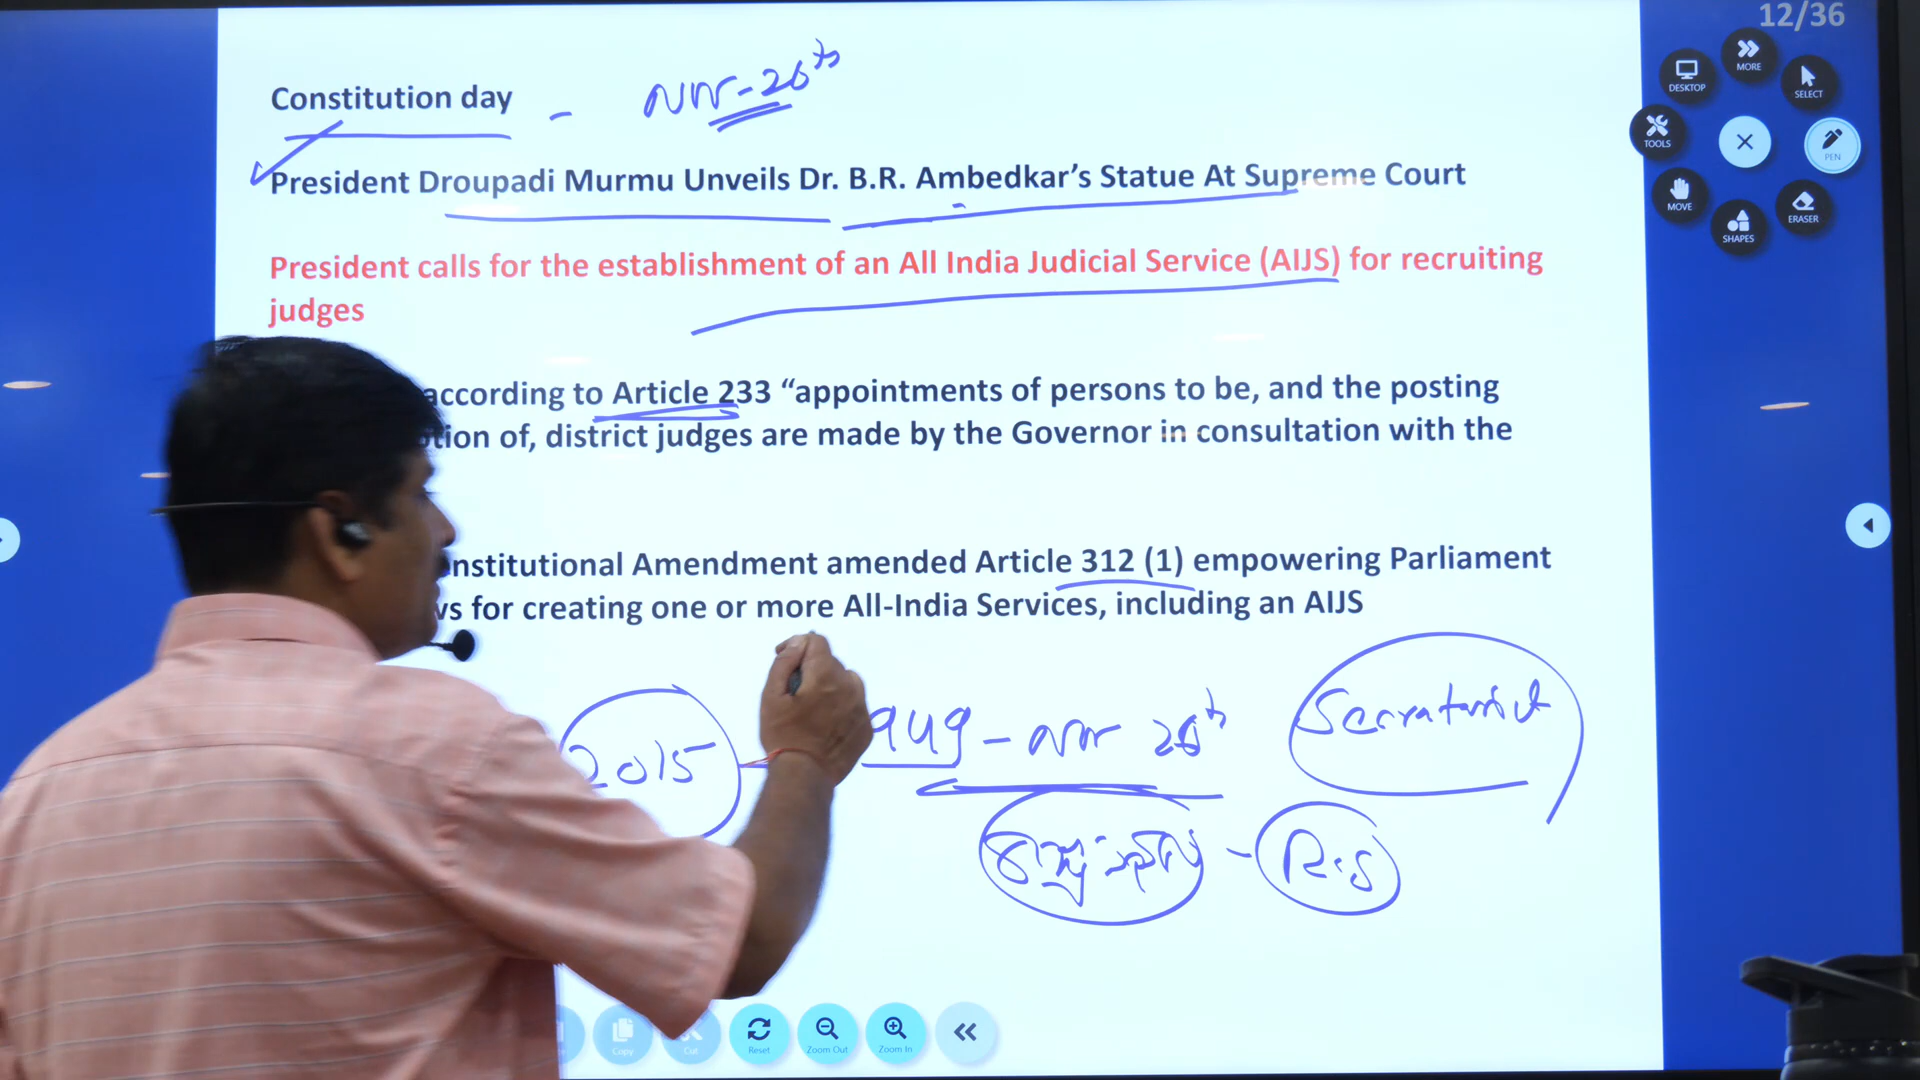 12/36
Constitution day - Nov-26th
President Droupadi Murmu Unveils Dr. B.R. Ambedkar’s Statue At Supreme Court
President calls for the establishment of an All India Judicial Service (AIJS) for recruiting
judges
according to Article 233 “appointments of persons to be, and the posting
tion of, district judges are made by the Governor in consultation with the
nstitutional Amendment amended Article 312 (1) empowering Parliament
s for creating one or more All-India Services, including an AIJS
2015 - 949 - Nov 26th
- R.S
MORE
DESKTOP
SELECT
TOOLS
PEN
MOVE
ERASER
SHAPES
Copy
Cut
Reset
Zoom Out
Zoom In